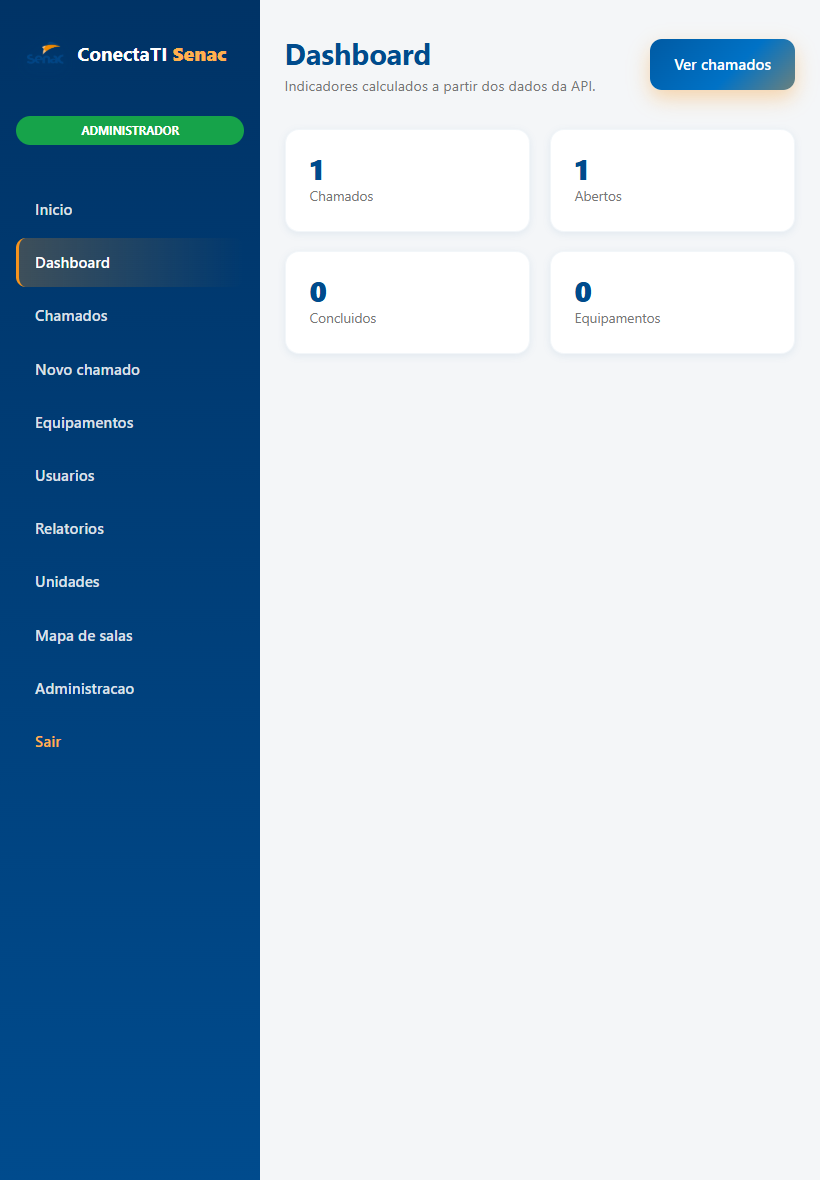 Senac
ConectaTI Senac
ADMINISTRADOR
Inicio
Dashboard
Chamados
Novo chamado
Equipamentos
Usuarios
Relatorios
Unidades
Mapa de salas
Administracao
Sair
Dashboard
Indicadores calculados a partir dos dados da API.
Ver chamados
1
Chamados
1
Abertos
0
Concluidos
0
Equipamentos